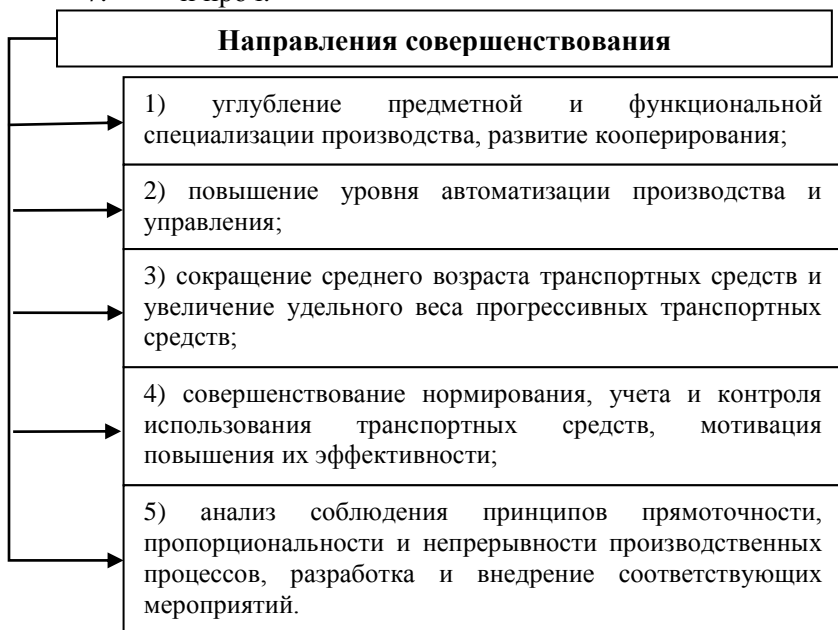 Направления совершенствования
1) углубление предметной и функциональной
специализации производства, развитие кооперирования;
2) повышение уровня автоматизации производства и
управления;
3) сокращение среднего возраста транспортных средств и
увеличение удельного веса прогрессивных транспортных
средств;
4) совершенствование нормирования, учета и контроля
использования транспортных средств, мотивация
повышения их эффективности;
5) анализ соблюдения принципов прямоточности,
пропорциональности и непрерывности производственных
процессов, разработка и внедрение соответствующих
мероприятий.